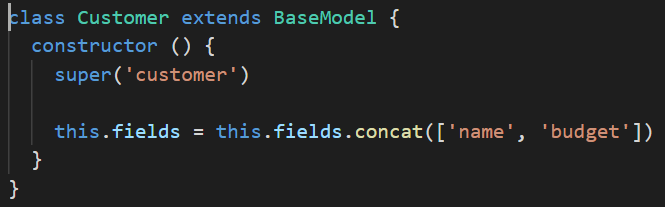 class Customer extends BaseModel {
  constructor () {
    super('customer')

    this.fields = this.fields.concat(['name', 'budget'])
  }
}